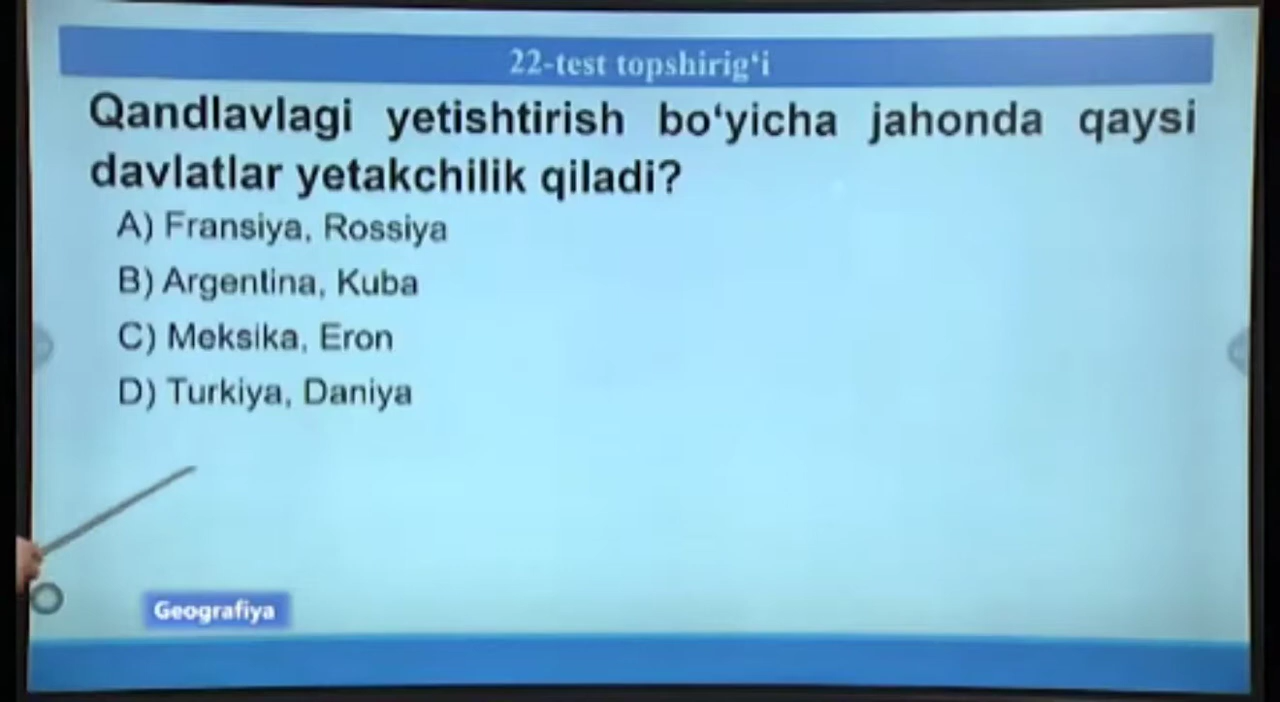 22-test topshirig‘i
Qandlavlagi yetishtirish bo‘yicha jahonda qaysi
davlatlar yetakchilik qiladi?
A) Fransiya, Rossiya
B) Argentina, Kuba
C) Meksika, Eron
D) Turkiya, Daniya
Geografiya